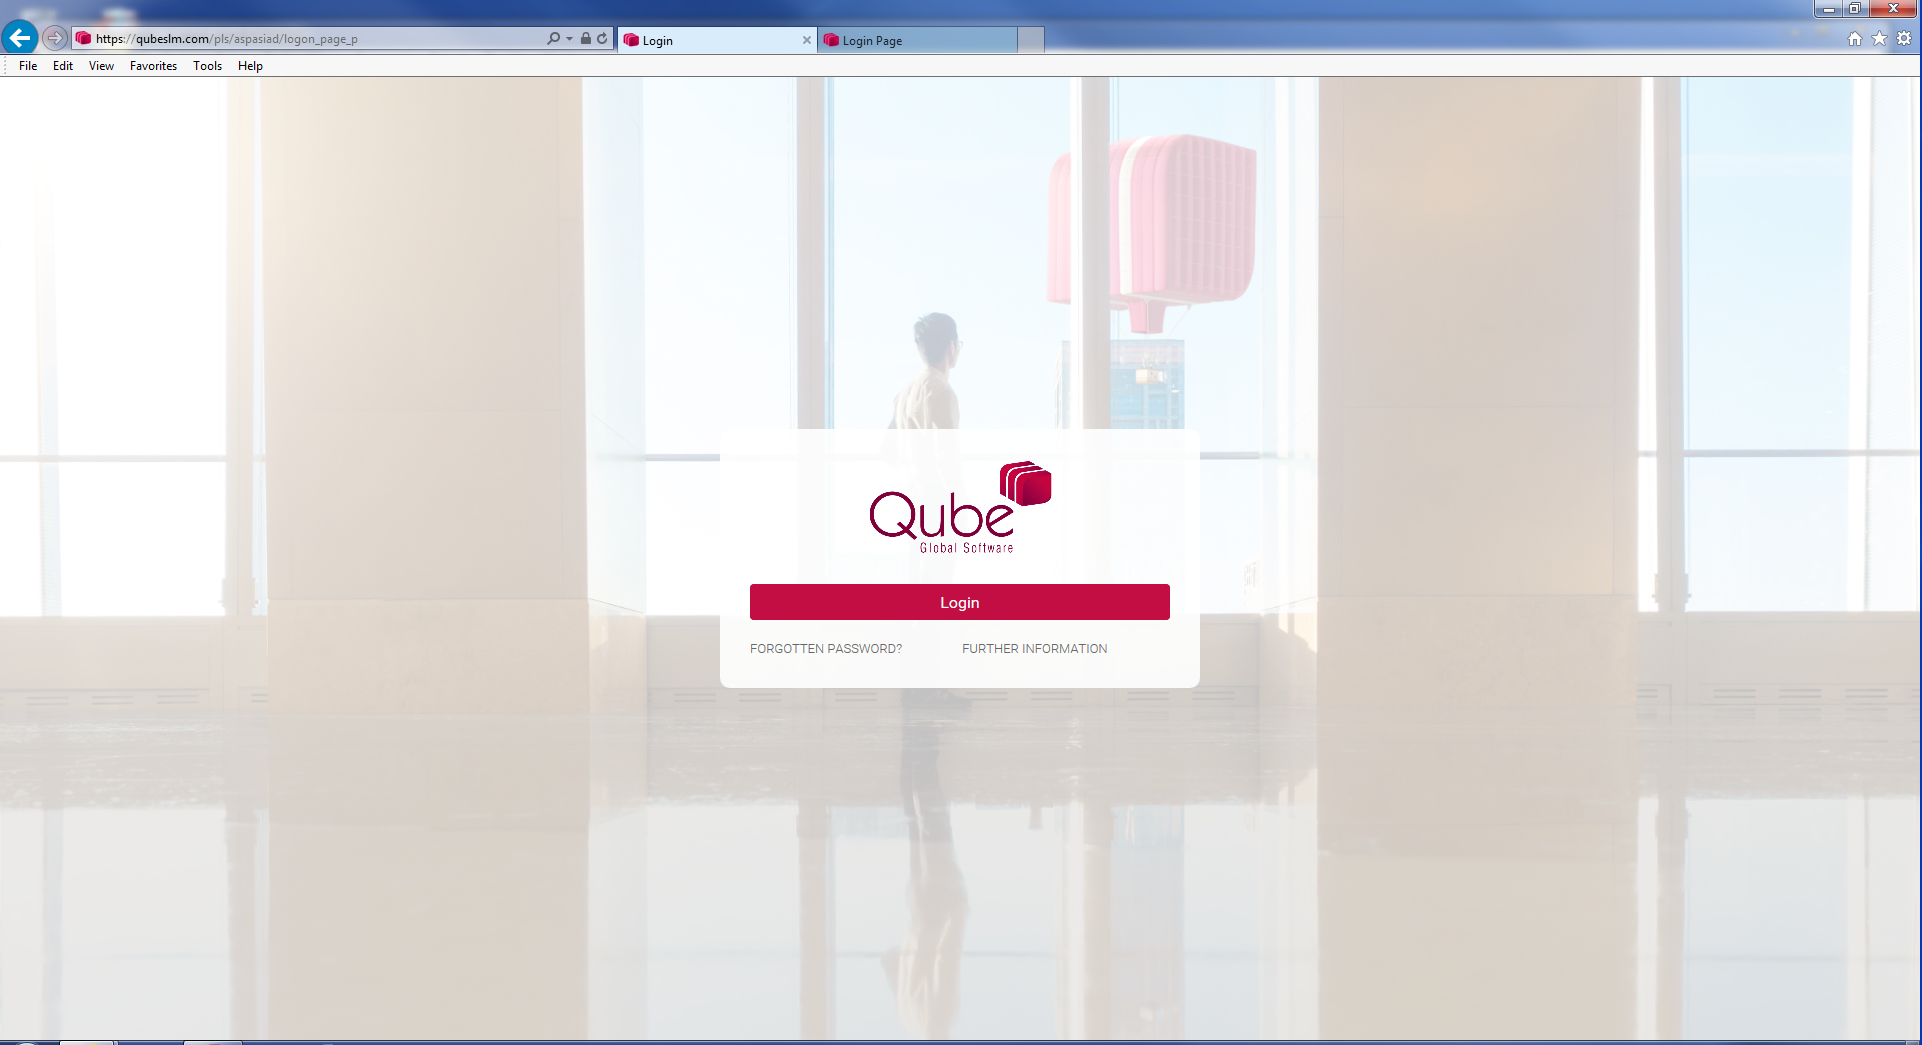 https://qubeslm.com/pls/aspasiad/logon_page_p
Login
Login Page
File Edit View Favorites Tools Help
Qube
Global Software
Login
FORGOTTEN PASSWORD? FURTHER INFORMATION